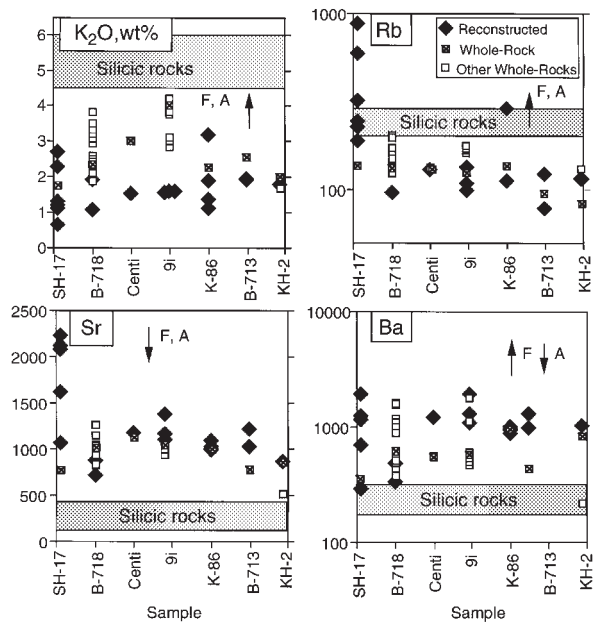 K₂O,wt%
6
5
4
3
2
1
0
Silicic rocks
F, A
SH-17
B-718
Centi
9i
K-86
B-713
KH-2
Rb
1000
100
Reconstructed
Whole-Rock
Other Whole-Rocks
F, A
Silicic rocks
SH-17
B-718
Centi
9i
K-86
B-713
KH-2
Sr
2500
2000
1500
1000
500
0
F, A
Silicic rocks
SH-17
B-718
Centi
9i
K-86
B-713
KH-2
Sample
Ba
10000
1000
100
F
A
Silicic rocks
SH-17
B-718
Centi
9i
K-86
B-713
KH-2
Sample